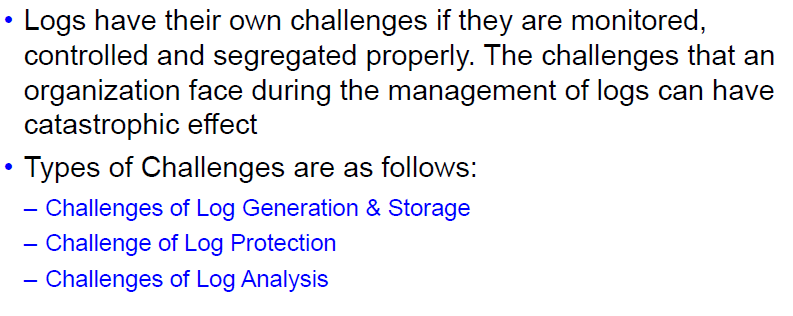 • Logs have their own challenges if they are monitored,
controlled and segregated properly. The challenges that an
organization face during the management of logs can have
catastrophic effect
• Types of Challenges are as follows:
– Challenges of Log Generation & Storage
– Challenge of Log Protection
– Challenges of Log Analysis